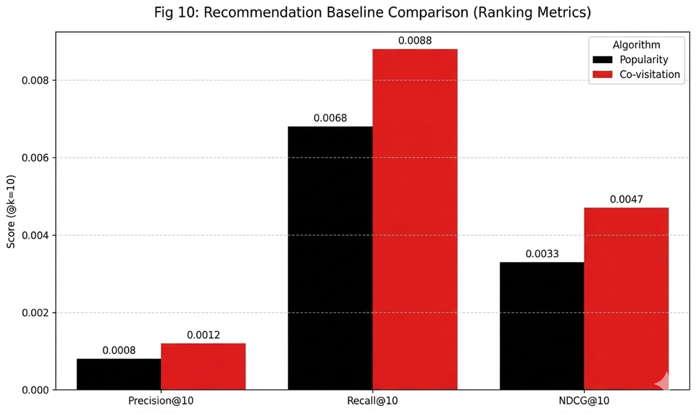 Fig 10: Recommendation Baseline Comparison (Ranking Metrics)
Algorithm
Popularity
Co-visitation
Score (@k=10)
0.008
0.006
0.004
0.002
0.000
0.0008
0.0012
0.0068
0.0088
0.0033
0.0047
Precision@10
Recall@10
NDCG@10